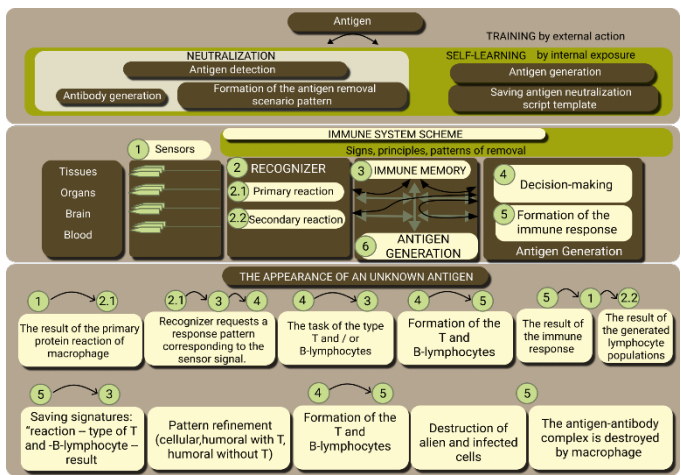 Antigen
TRAINING by external action
NEUTRALIZATION
SELF-LEARNING by internal exposure
Antigen detection
Antigen generation
Antibody generation
Formation of the antigen removal
scenario pattern
Saving antigen neutralization
script template
IMMUNE SYSTEM SCHEME
Signs, principles, patterns of removal
1 Sensors
Tissues
Organs
Brain
Blood
2 RECOGNIZER
2.1 Primary reaction
2.2 Secondary reaction
3 IMMUNE MEMORY
6 ANTIGEN
GENERATION
4 Decision-making
5 Formation of the
immune response
Antigen Generation
THE APPEARANCE OF AN UNKNOWN ANTIGEN
1 2.1
The result of the primary
protein reaction of
macrophage
2.1 3 4
Recognizer requests a
response pattern
corresponding to the
sensor signal.
4 3
The task of the type
T and / or
B-lymphocytes
4 5
Formation of the
T and
B-lymphocytes
5 1 2.2
The result of
the immune
response
The result of
the generated
lymphocyte
populations
5 3
Saving signatures:
“reaction – type of T
and -B-lymphocyte –
result
Pattern refinement
(cellular,humoral with T,
humoral without T)
4 5
Formation of the
T and
B-lymphocytes
Destruction of
alien and infected
cells
5
The antigen-antibody
complex is destroyed
by macrophage